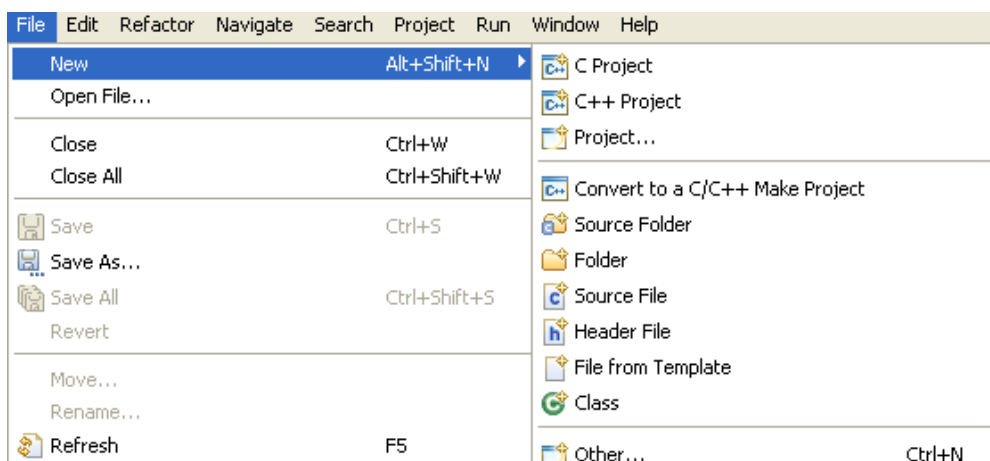 File Edit Refactor Navigate Search Project Run Window Help
New Alt+Shift+N
Open File...
Close Ctrl+W
Close All Ctrl+Shift+W
Save Ctrl+S
Save As...
Save All Ctrl+Shift+S
Revert
Move...
Rename...
Refresh F5
C Project
C++ Project
Project...
Convert to a C/C++ Make Project
Source Folder
Folder
Source File
Header File
File from Template
Class
Other... Ctrl+N